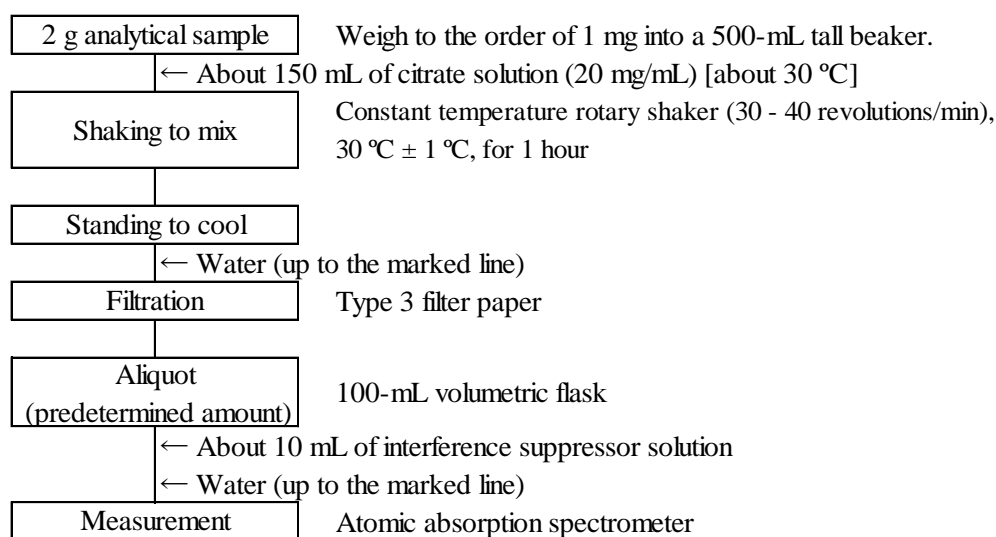 2 g analytical sample Weigh to the order of 1 mg into a 500-mL tall beaker.
← About 150 mL of citrate solution (20 mg/mL) [about 30 ºC]
Shaking to mix Constant temperature rotary shaker (30 - 40 revolutions/min),
30 ºC ± 1 ºC, for 1 hour
Standing to cool
← Water (up to the marked line)
Filtration Type 3 filter paper
Aliquot
(predetermined amount) 100-mL volumetric flask
← About 10 mL of interference suppressor solution
← Water (up to the marked line)
Measurement Atomic absorption spectrometer